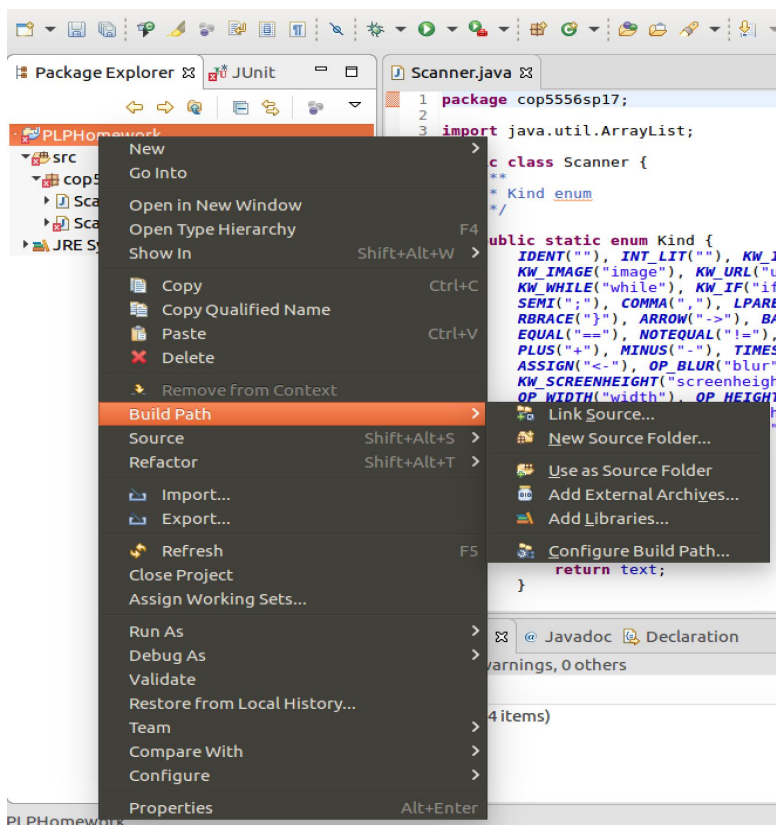 Package Explorer
JUnit
Scanner.java
PLPHomework
src
JRE
New
Go Into
Open in New Window
Open Type Hierarchy F4
Show In Shift+Alt+W
Copy Ctrl+C
Copy Qualified Name
Paste Ctrl+V
Delete
Remove from Context
Build Path
Source Shift+Alt+S
Refactor Shift+Alt+T
Import...
Export...
Refresh F5
Close Project
Assign Working Sets...
Run As
Debug As
Validate
Restore from Local History...
Team
Compare With
Configure
Properties Alt+Enter
Link Source...
New Source Folder...
Use as Source Folder
Add External Archives...
Add Libraries...
Configure Build Path...
1 package cop5556sp17;
2
3 import java.util.ArrayList;
class Scanner {
**
* Kind enum
*/
static enum Kind {
IDENT(""), INT_LIT(""),
KW_IMAGE("image"), KW_URL("u
KW_WHILE("while"), KW_IF("if
SEMI(";"), COMMA(","), LPARE
RBRACE("}"), ARROW("->"), BA
EQUAL("=="), NOTEQUAL("!="),
PLUS("+"), MINUS("-"), TIMES
ASSIGN("<-"), OP_BLUR("blur"
KW_SCREENHEIGHT("screenheigh
OP_WIDTH("width"), OP_HEIGHT
return text;
}
@ Javadoc
Declaration
warnings, 0 others
4 items)
PLPHomework